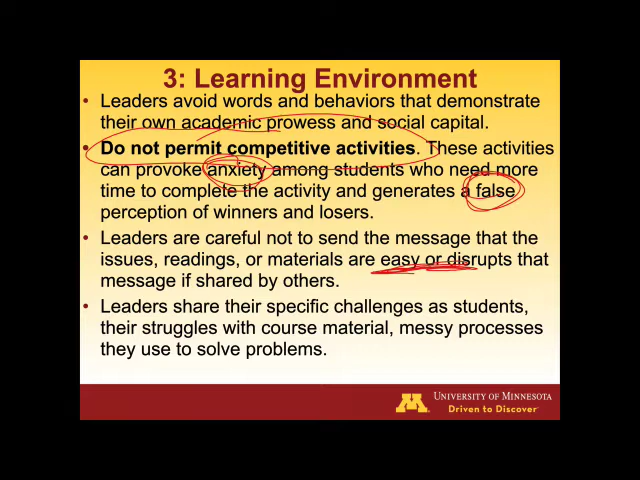 3: Learning Environment
• Leaders avoid words and behaviors that demonstrate
their own academic prowess and social capital.
• Do not permit competitive activities. These activities
can provoke anxiety among students who need more
time to complete the activity and generates a false
perception of winners and losers.
• Leaders are careful not to send the message that the
issues, readings, or materials are easy or disrupts that
message if shared by others.
• Leaders share their specific challenges as students,
their struggles with course material, messy processes
they use to solve problems.
M UNIVERSITY OF MINNESOTA
Driven to Discover